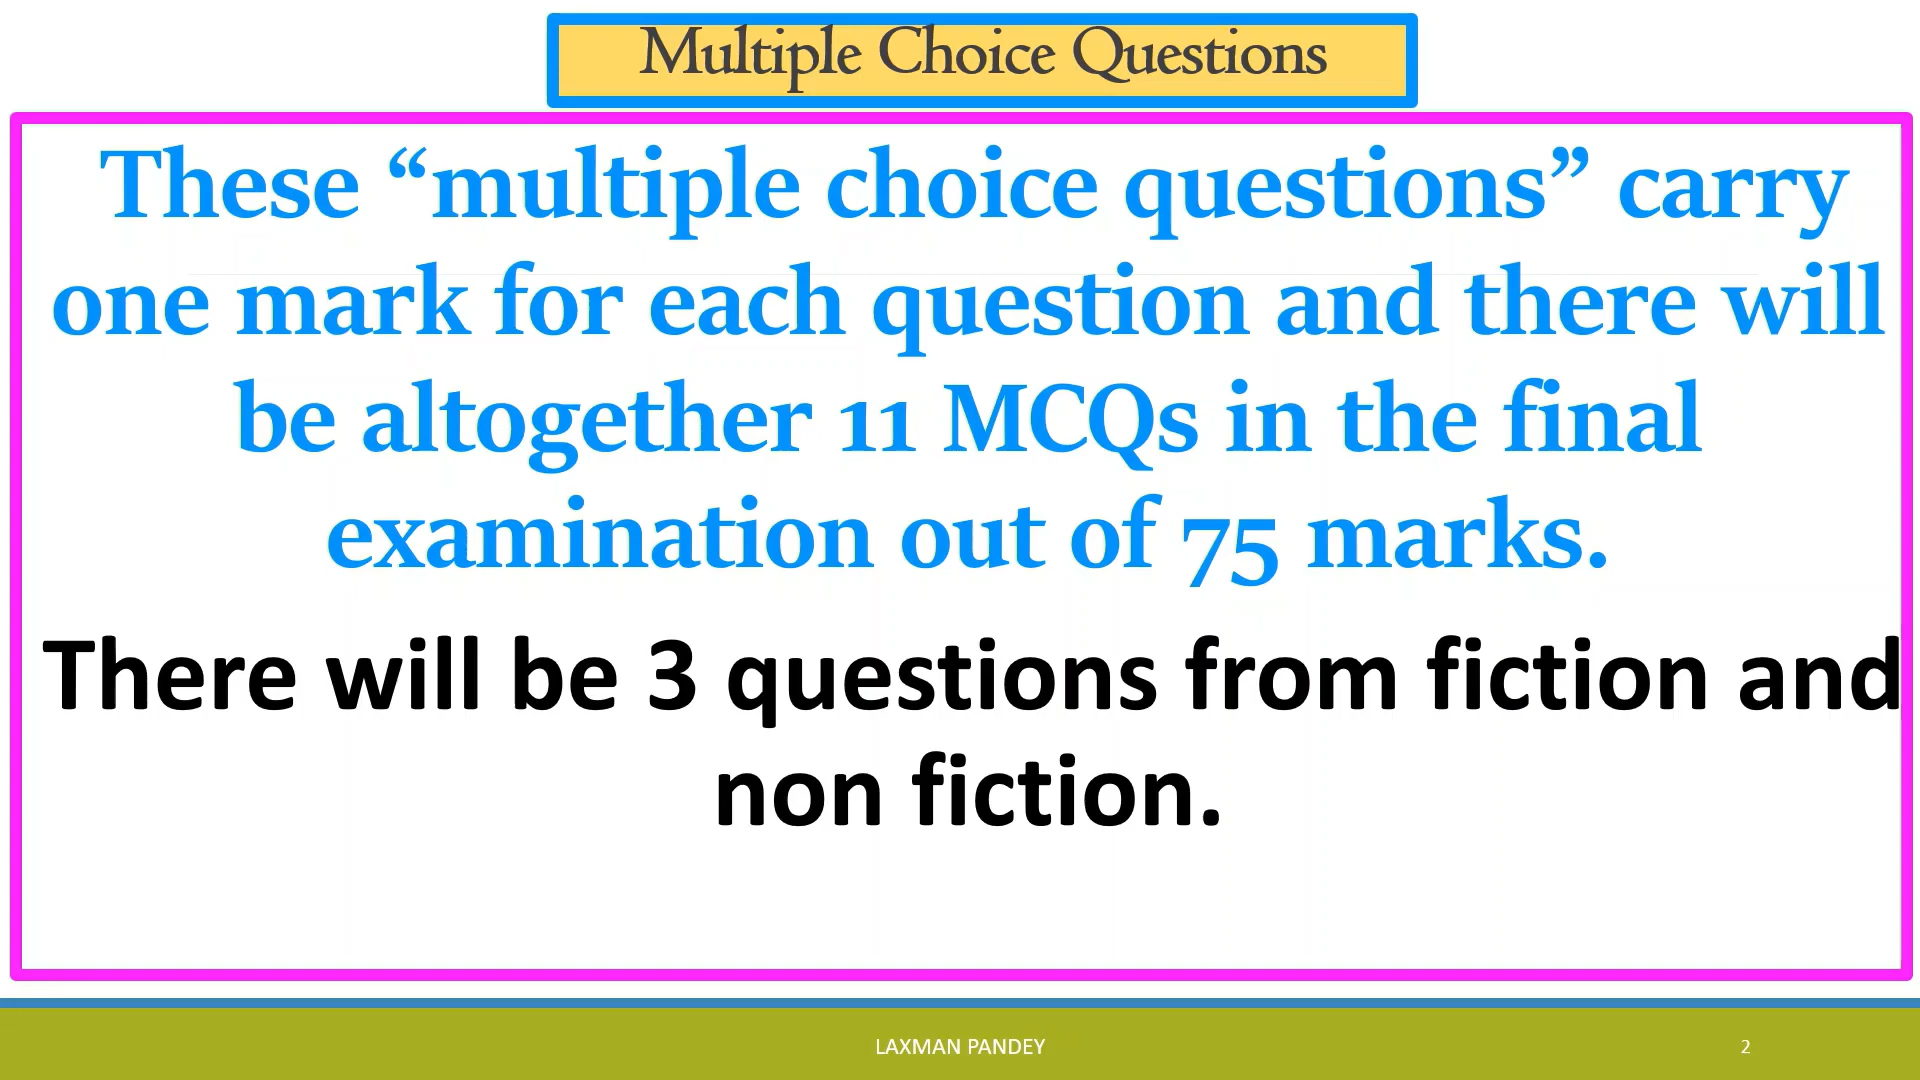 Multiple Choice Questions
These “multiple choice questions” carry
one mark for each question and there will
be altogether 11 MCQs in the final
examination out of 75 marks.
There will be 3 questions from fiction and
non fiction.
LAXMAN PANDEY
2